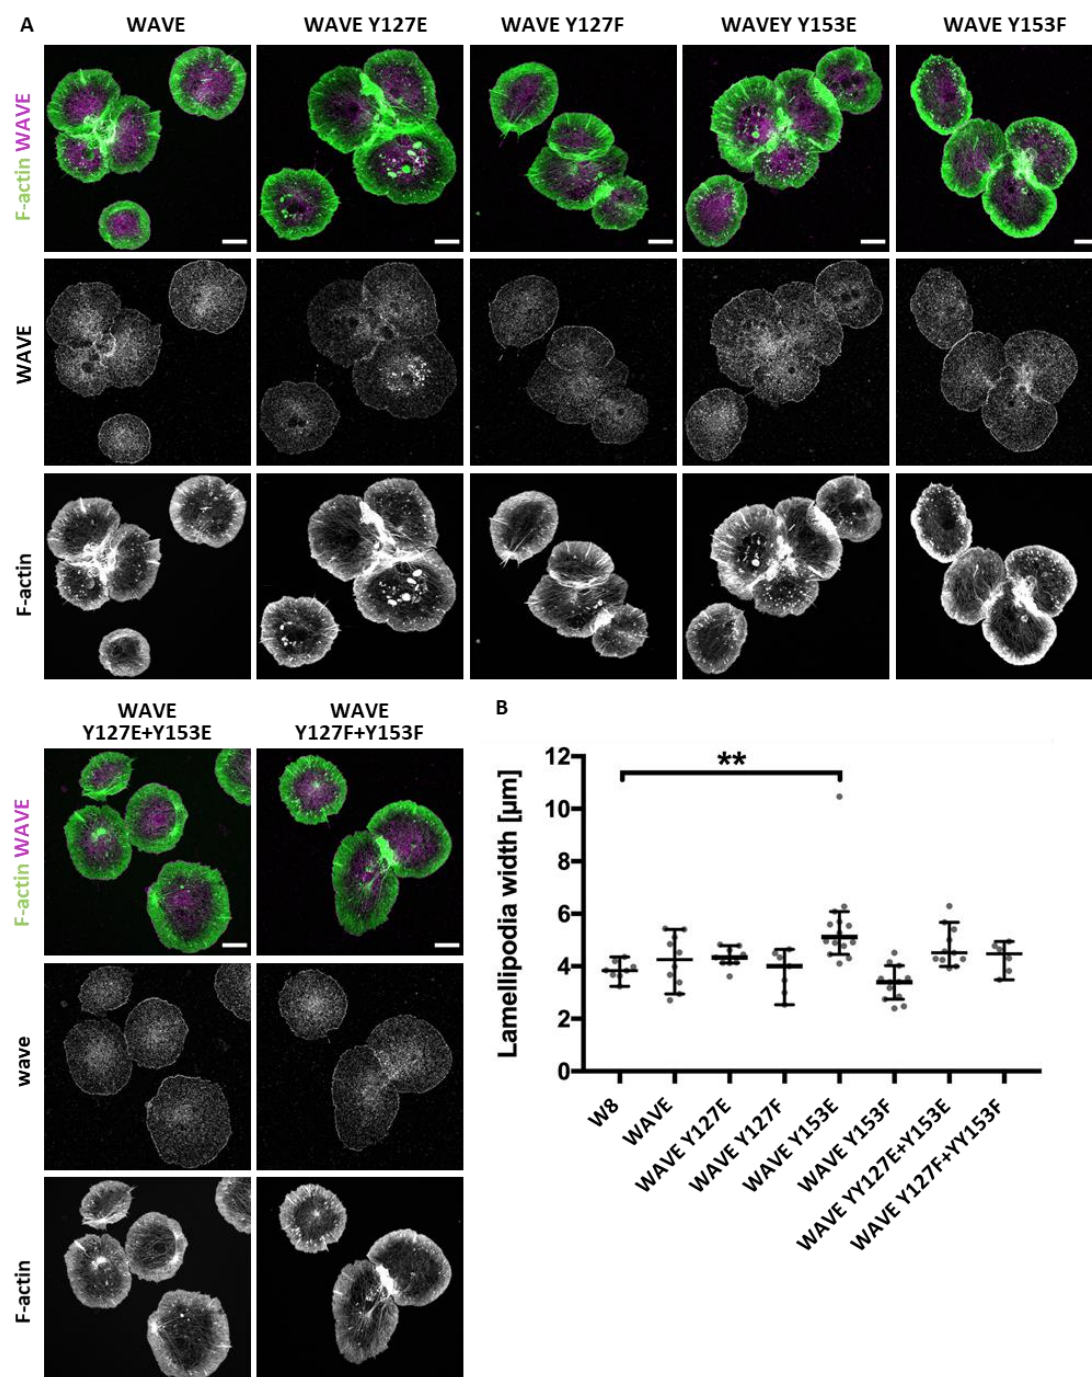 A
WAVE
WAVE Y127E
WAVE Y127F
WAVEY Y153E
WAVE Y153F
F-actin WAVE
WAVE
F-actin
WAVE
Y127E+Y153E
WAVE
Y127F+Y153F
F-actin WAVE
wave
F-actin
B
**
Lamellipodia width [µm]
12
10
8
6
4
2
0
W8
WAVE
WAVE Y127E
WAVE Y127F
WAVE Y153E
WAVE Y153F
WAVE YY127E+Y153E
WAVE Y127F+YY153F